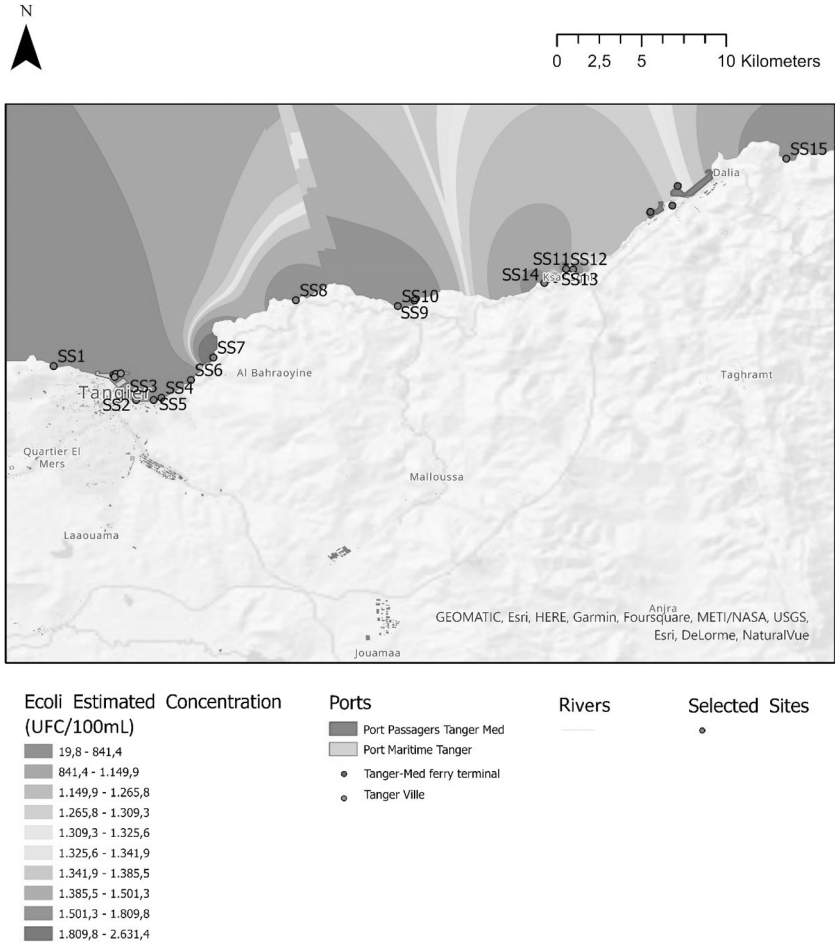 N
0 2,5 5 10 Kilometers
SS15
Dalia
SS11 SS12
SS14 Ksa
SS13
SS8
SS10
SS9
SS7
SS1
SS6
Al Bahraoyine
Taghramt
SS3 SS4
Tangier
SS2 SS5
Quartier El
Mers
Malloussa
Laaouama
Anjra
GEOMATIC, Esri, HERE, Garmin, Foursquare, METI/NASA, USGS,
Esri, DeLorme, NaturalVue
Jouamaa
Ecoli Estimated Concentration
(UFC/100mL)
19,8 - 841,4
841,4 - 1.149,9
1.149,9 - 1.265,8
1.265,8 - 1.309,3
1.309,3 - 1.325,6
1.325,6 - 1.341,9
1.341,9 - 1.385,5
1.385,5 - 1.501,3
1.501,3 - 1.809,8
1.809,8 - 2.631,4
Ports
Port Passagers Tanger Med
Port Maritime Tanger
Tanger-Med ferry terminal
Tanger Ville
Rivers
Selected Sites